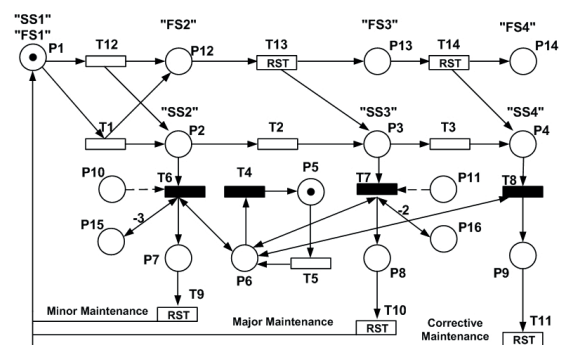 "SS1"
"FS1"
"FS2"
"FS3"
"FS4"
P1
T12
P12
T13
RST
P13
T14
RST
P14
"SS2"
"SS3"
"SS4"
T1
P2
T2
P3
T3
P4
P10
T6
T4
P5
T7
P11
T8
P15
-3
-2
P16
P7
P6
T5
P8
P9
Minor Maintenance
T9
RST
Major Maintenance
T10
RST
Corrective
Maintenance
T11
RST